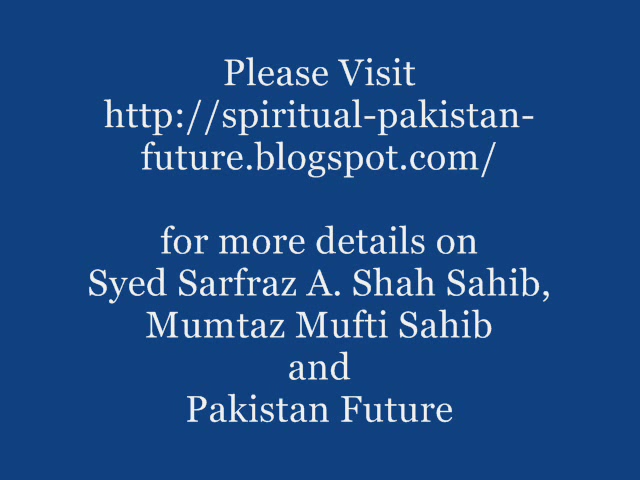 Please Visit
http://spiritual-pakistan-
future.blogspot.com/
for more details on
Syed Sarfraz A. Shah Sahib,
Mumtaz Mufti Sahib
and
Pakistan Future